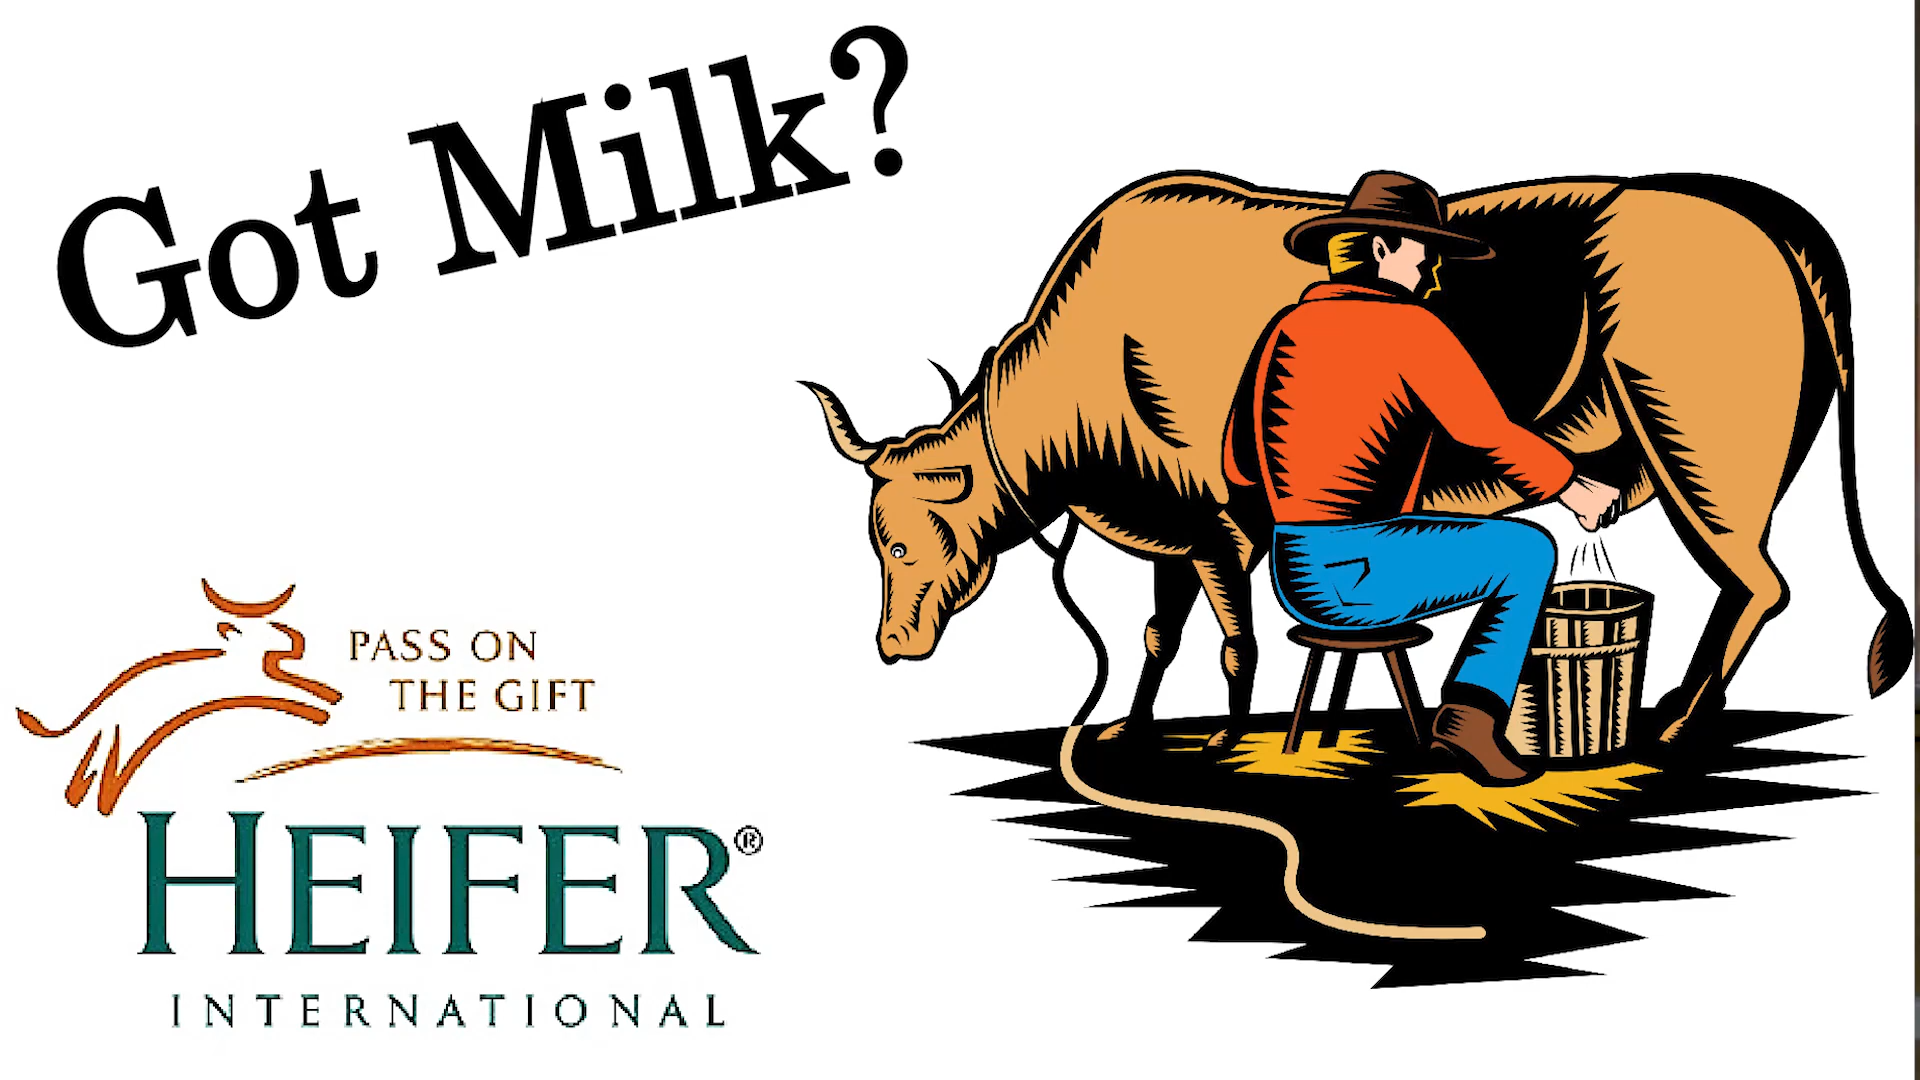 Got Milk?
PASS ON
THE GIFT
HEIFER®
INTERNATIONAL